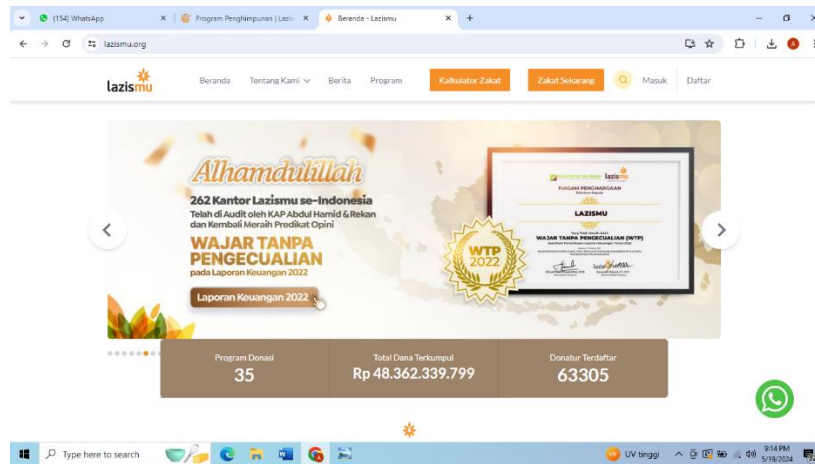 (154) WhatsApp
Program Penghimpunan | Lazis
Beranda - Lazismu
lazismu.org
lazismu
Beranda
Tentang Kami
Berita
Program
Kalkulator Zakat
Zakat Sekarang
Masuk
Daftar
Alhamdulillah
262 Kantor Lazismu se-Indonesia
Telah di Audit oleh KAP Abdul Hamid & Rekan
dan Kembali Meraih Predikat Opini
WAJAR TANPA
PENGECUALIAN
pada Laporan Keuangan 2022
Laporan Keuangan 2022
WTP
2022
lazismu
PIAGAM PENGHARGAAN
LAZISMU
WAJAR TANPA PENGECUALIAN (WTP)
Program Donasi
35
Total Dana Terkumpul
Rp 48.362.339.799
Donatur Terdaftar
63305
Type here to search
UV tinggi
9:14 PM
5/19/2024